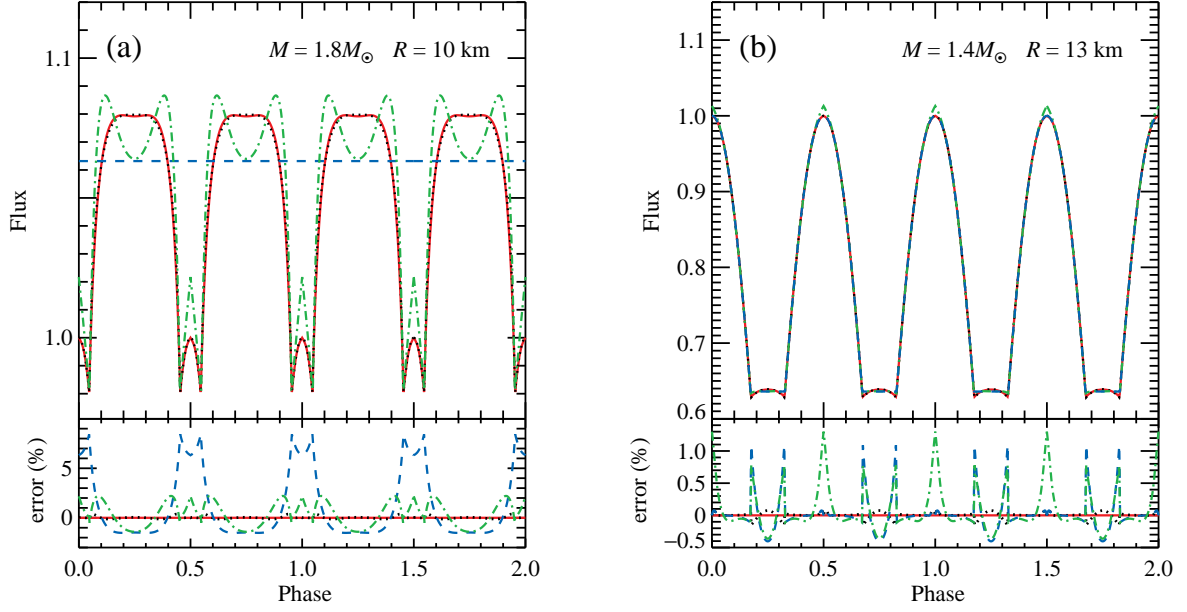 (a) M = 1.8M☉ R = 10 km
1.1
1.0
Flux
5
0
error (%)
0.0 0.5 1.0 1.5 2.0
Phase
(b) M = 1.4M☉ R = 13 km
1.1
1.0
0.9
0.8
0.7
0.6
Flux
1.0
0.5
0
−0.5
error (%)
0.0 0.5 1.0 1.5 2.0
Phase